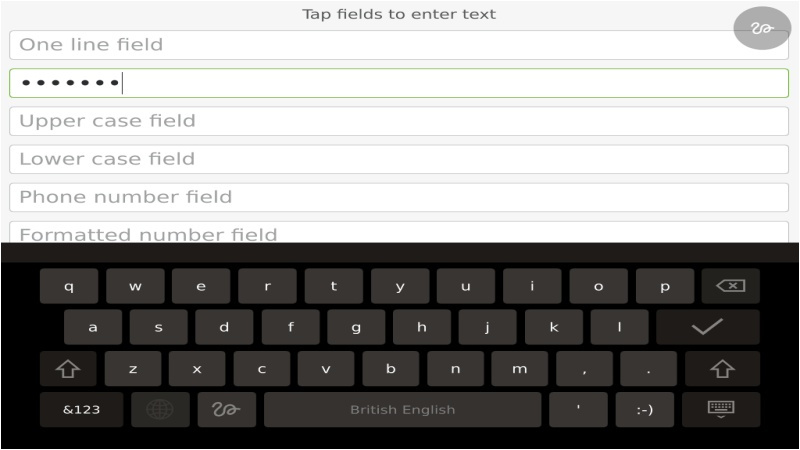 Tap fields to enter text
One line field
•••••••
Upper case field
Lower case field
Phone number field
Formatted number field
q w e r t y u i o p
a s d f g h j k l
z x c v b n m , .
&123 British English ' :-)